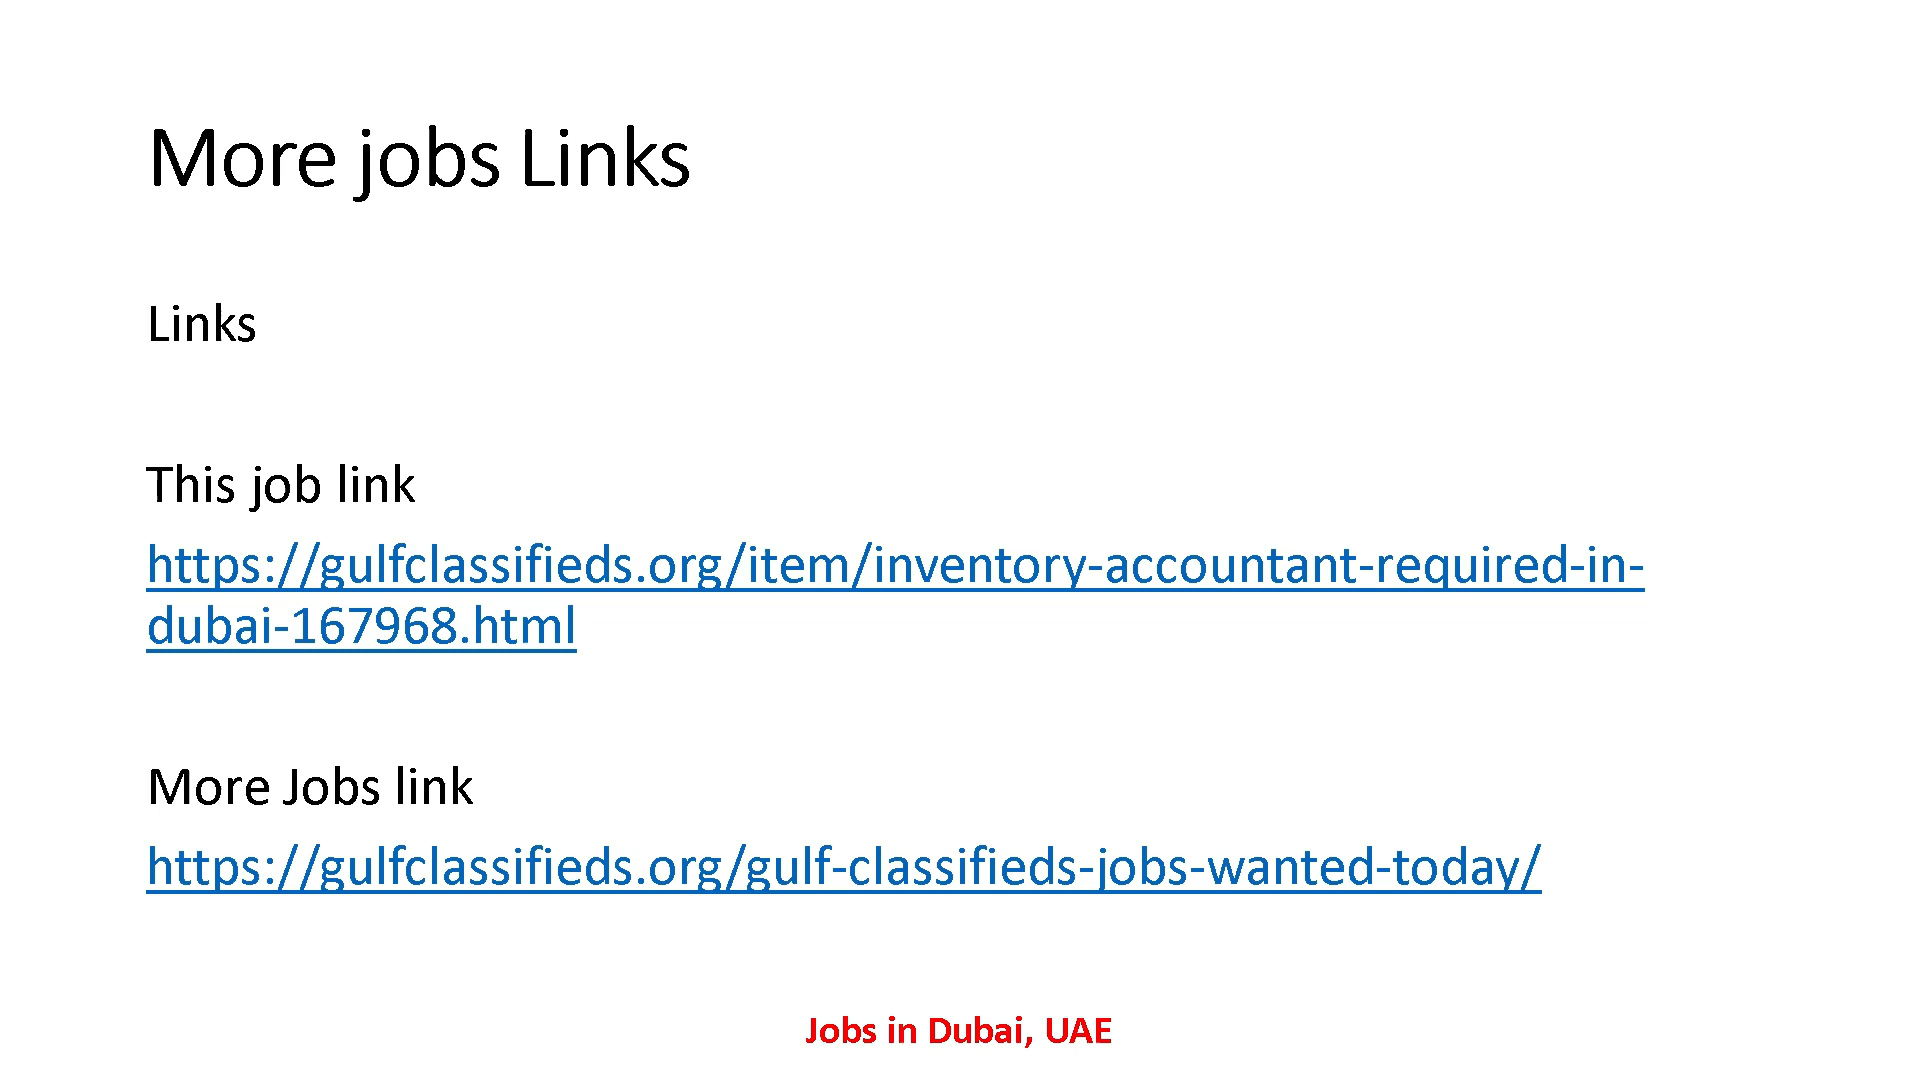 More jobs Links
Links
This job link
https://gulfclassifieds.org/item/inventory-accountant-required-in-
dubai-167968.html
More Jobs link
https://gulfclassifieds.org/gulf-classifieds-jobs-wanted-today/
Jobs in Dubai, UAE